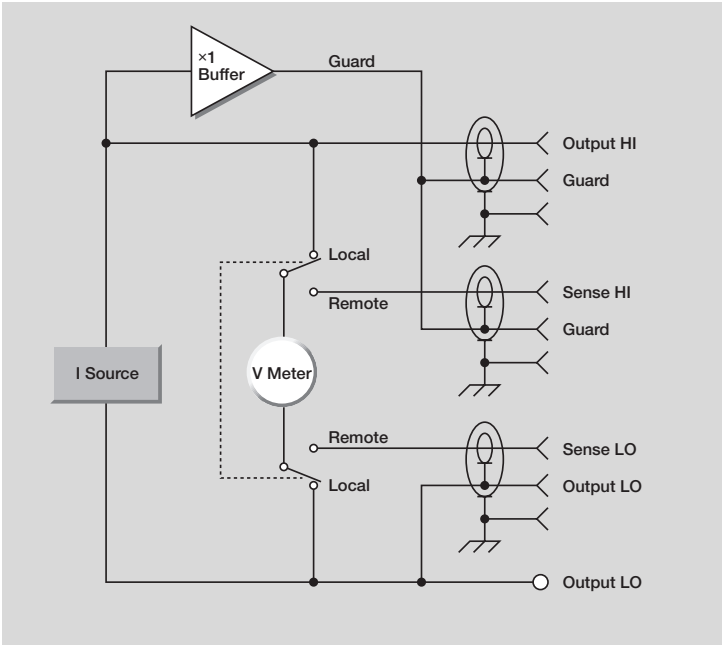 ×1
Buffer
Guard
Output HI
Guard
Local
Sense HI
Remote
Guard
I Source
V Meter
Remote
Sense LO
Local
Output LO
Output LO